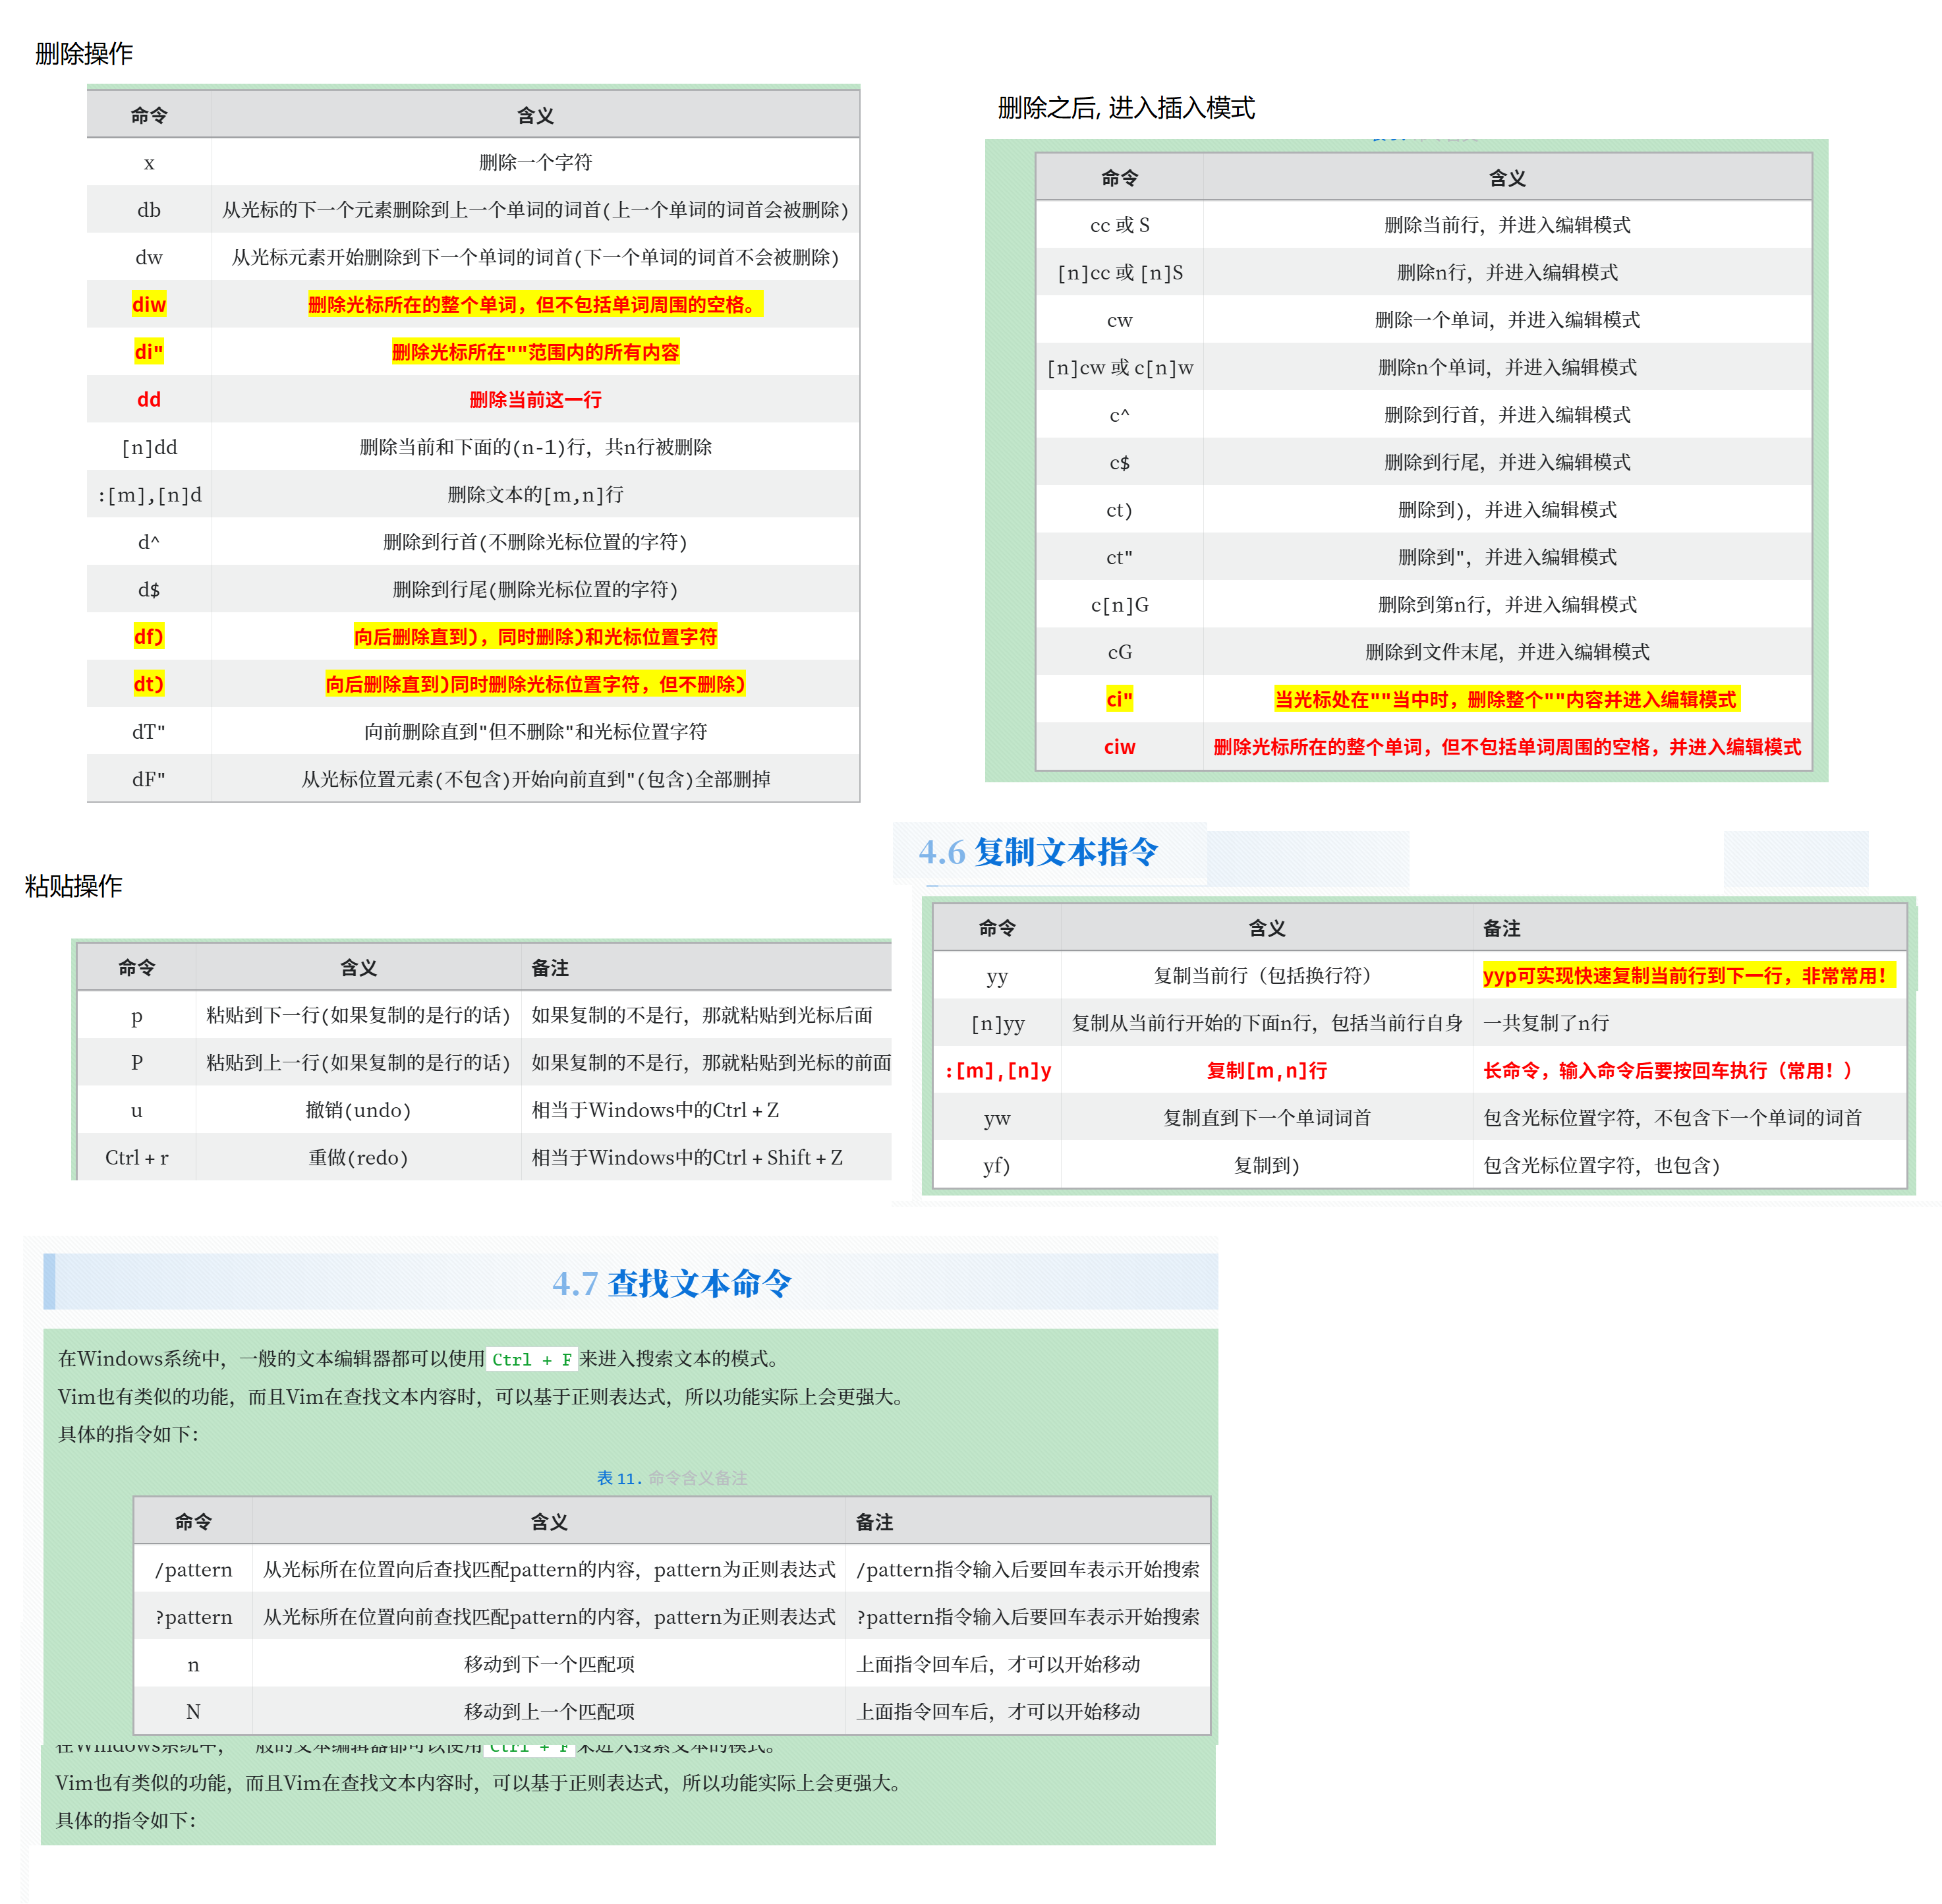 删除操作
命令 含义
x 删除一个字符
db 从光标的下一个元素删除到上一个单词的词首(上一个单词的词首会被删除)
dw 从光标元素开始删除到下一个单词的词首(下一个单词的词首不会被删除)
diw 删除光标所在的整个单词，但不包括单词周围的空格。
di" 删除光标所在""范围内的所有内容
dd 删除当前这一行
[n]dd 删除当前和下面的(n-1)行，共n行被删除
:[m],[n]d 删除文本的[m,n]行
d^ 删除到行首(不删除光标位置的字符)
d$ 删除到行尾(删除光标位置的字符)
df) 向后删除直到)，同时删除)和光标位置字符
dt) 向后删除直到)同时删除光标位置字符，但不删除)
dT" 向前删除直到"但不删除"和光标位置字符
dF" 从光标位置元素(不包含)开始向前直到"(包含)全部删掉
删除之后, 进入插入模式
命令 含义
cc 或 S 删除当前行，并进入编辑模式
[n]cc 或 [n]S 删除n行，并进入编辑模式
cw 删除一个单词，并进入编辑模式
[n]cw 或 c[n]w 删除n个单词，并进入编辑模式
c^ 删除到行首，并进入编辑模式
c$ 删除到行尾，并进入编辑模式
ct) 删除到)，并进入编辑模式
ct" 删除到"，并进入编辑模式
c[n]G 删除到第n行，并进入编辑模式
cG 删除到文件末尾，并进入编辑模式
ci" 当光标处在""当中时，删除整个""内容并进入编辑模式
ciw 删除光标所在的整个单词，但不包括单词周围的空格，并进入编辑模式
粘贴操作
命令 含义 备注
p 粘贴到下一行(如果复制的是行的话) 如果复制的不是行，那就粘贴到光标后面
P 粘贴到上一行(如果复制的是行的话) 如果复制的不是行，那就粘贴到光标的前面
u 撤销(undo) 相当于Windows中的Ctrl + Z
Ctrl + r 重做(redo) 相当于Windows中的Ctrl + Shift + Z
4.6 复制文本指令
命令 含义 备注
yy 复制当前行（包括换行符） yyp可实现快速复制当前行到下一行，非常常用！
[n]yy 复制从当前行开始的下面n行，包括当前行自身 一共复制了n行
:[m],[n]y 复制[m,n]行 长命令，输入命令后要按回车执行（常用！）
yw 复制直到下一个单词词首 包含光标位置字符，不包含下一个单词的词首
yf) 复制到) 包含光标位置字符，也包含)
4.7 查找文本命令
在Windows系统中，一般的文本编辑器都可以使用 Ctrl + F 来进入搜索文本的模式。
Vim也有类似的功能，而且Vim在查找文本内容时，可以基于正则表达式，所以功能实际上会更强大。
具体的指令如下：
表 11. 命令含义备注
命令 含义 备注
/pattern 从光标所在位置向后查找匹配pattern的内容，pattern为正则表达式 /pattern指令输入后要回车表示开始搜索
?pattern 从光标所在位置向前查找匹配pattern的内容，pattern为正则表达式 ?pattern指令输入后要回车表示开始搜索
n 移动到下一个匹配项 上面指令回车后，才可以开始移动
N 移动到上一个匹配项 上面指令回车后，才可以开始移动
在Windows系统中，一般的文本编辑器都可以使用 Ctrl + F 来进入搜索文本的模式。
Vim也有类似的功能，而且Vim在查找文本内容时，可以基于正则表达式，所以功能实际上会更强大。
具体的指令如下：